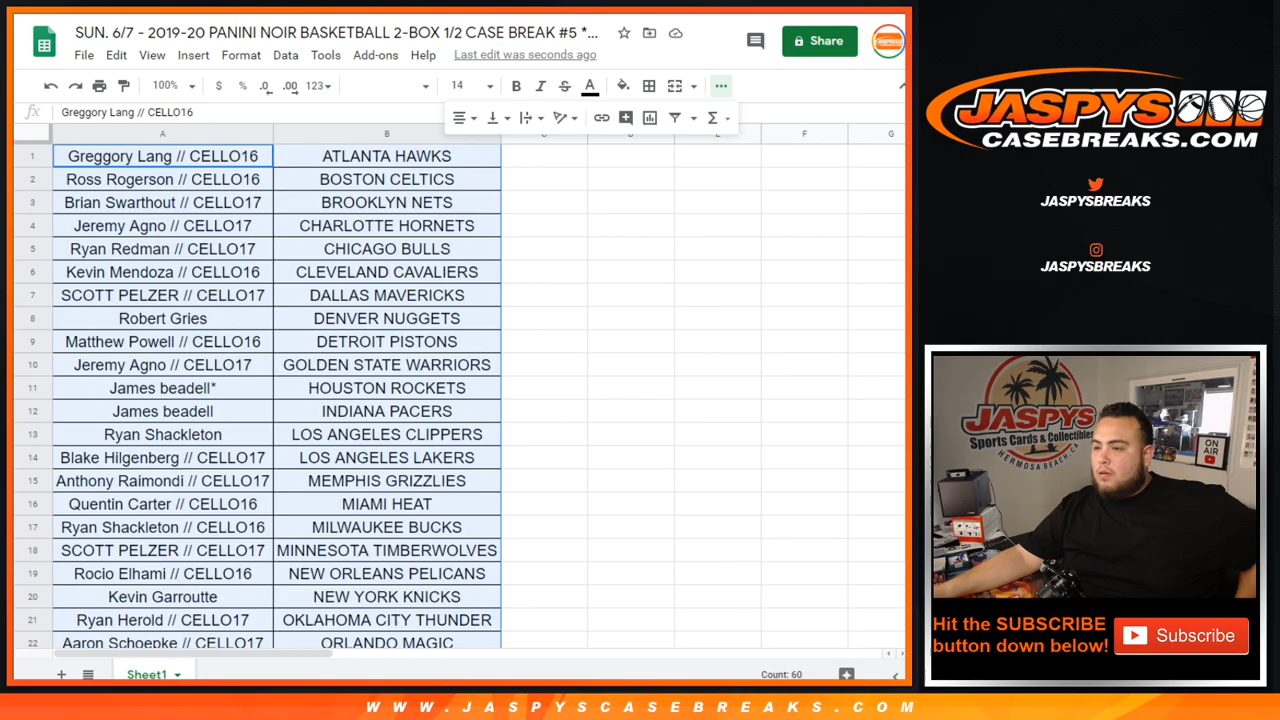 SUN. 6/7 - 2019-20 PANINI NOIR BASKETBALL 2-BOX 1/2 CASE BREAK #5 *...
File Edit View Insert Format Data Tools Add-ons Help Last edit was seconds ago
Share
100% $ % .0 .00 123 14 B I S A
fx Greggory Lang // CELLO16
A B C D E F G
1 Greggory Lang // CELLO16 ATLANTA HAWKS
2 Ross Rogerson // CELLO16 BOSTON CELTICS
3 Brian Swarthout // CELLO17 BROOKLYN NETS
4 Jeremy Agno // CELLO17 CHARLOTTE HORNETS
5 Ryan Redman // CELLO17 CHICAGO BULLS
6 Kevin Mendoza // CELLO16 CLEVELAND CAVALIERS
7 SCOTT PELZER // CELLO17 DALLAS MAVERICKS
8 Robert Gries DENVER NUGGETS
9 Matthew Powell // CELLO16 DETROIT PISTONS
10 Jeremy Agno // CELLO17 GOLDEN STATE WARRIORS
11 James beadell* HOUSTON ROCKETS
12 James beadell INDIANA PACERS
13 Ryan Shackleton LOS ANGELES CLIPPERS
14 Blake Hilgenberg // CELLO17 LOS ANGELES LAKERS
15 Anthony Raimondi // CELLO17 MEMPHIS GRIZZLIES
16 Quentin Carter // CELLO16 MIAMI HEAT
17 Ryan Shackleton // CELLO16 MILWAUKEE BUCKS
18 SCOTT PELZER // CELLO17 MINNESOTA TIMBERWOLVES
19 Rocio Elhami // CELLO16 NEW ORLEANS PELICANS
20 Kevin Garroutte NEW YORK KNICKS
21 Ryan Herold // CELLO17 OKLAHOMA CITY THUNDER
22 Aaron Schoepke // CELLO17 ORLANDO MAGIC
Sheet1
Count: 60
JASPYS
CASEBREAKS.COM
JASPYSBREAKS
JASPYSBREAKS
JASPYS
Sports Cards & Collectibles
HERMOSA BEACH, CA
ON
AIR
Hit the SUBSCRIBE
button down below!
Subscribe
WWW.JASPYSCASEBREAKS.COM